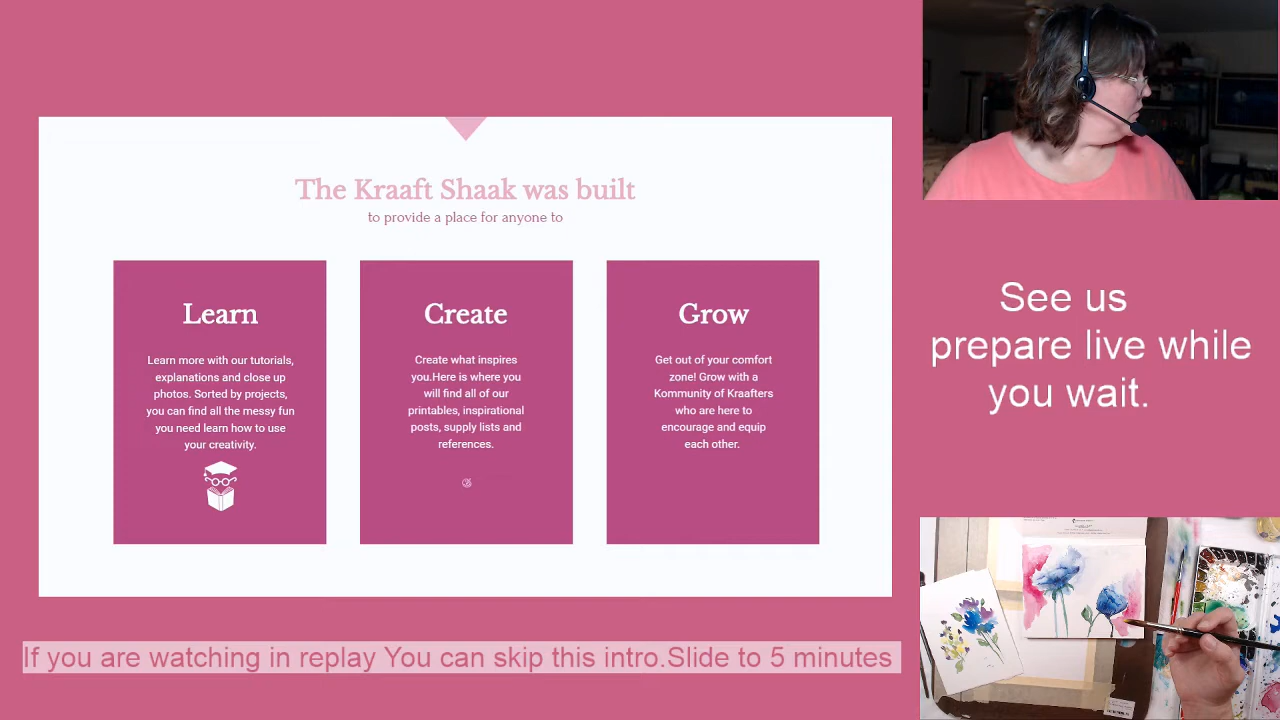 The Kraaft Shaak was built
to provide a place for anyone to
Learn
Learn more with our tutorials,
explanations and close up
photos. Sorted by projects,
you can find all the messy fun
you need learn how to use
your creativity.
Create
Create what inspires
you.Here is where you
will find all of our
printables, inspirational
posts, supply lists and
references.
Grow
Get out of your comfort
zone! Grow with a
Kommunity of Kraafters
who are here to
encourage and equip
each other.
See us
prepare live while
you wait.
If you are watching in replay You can skip this intro.Slide to 5 minutes